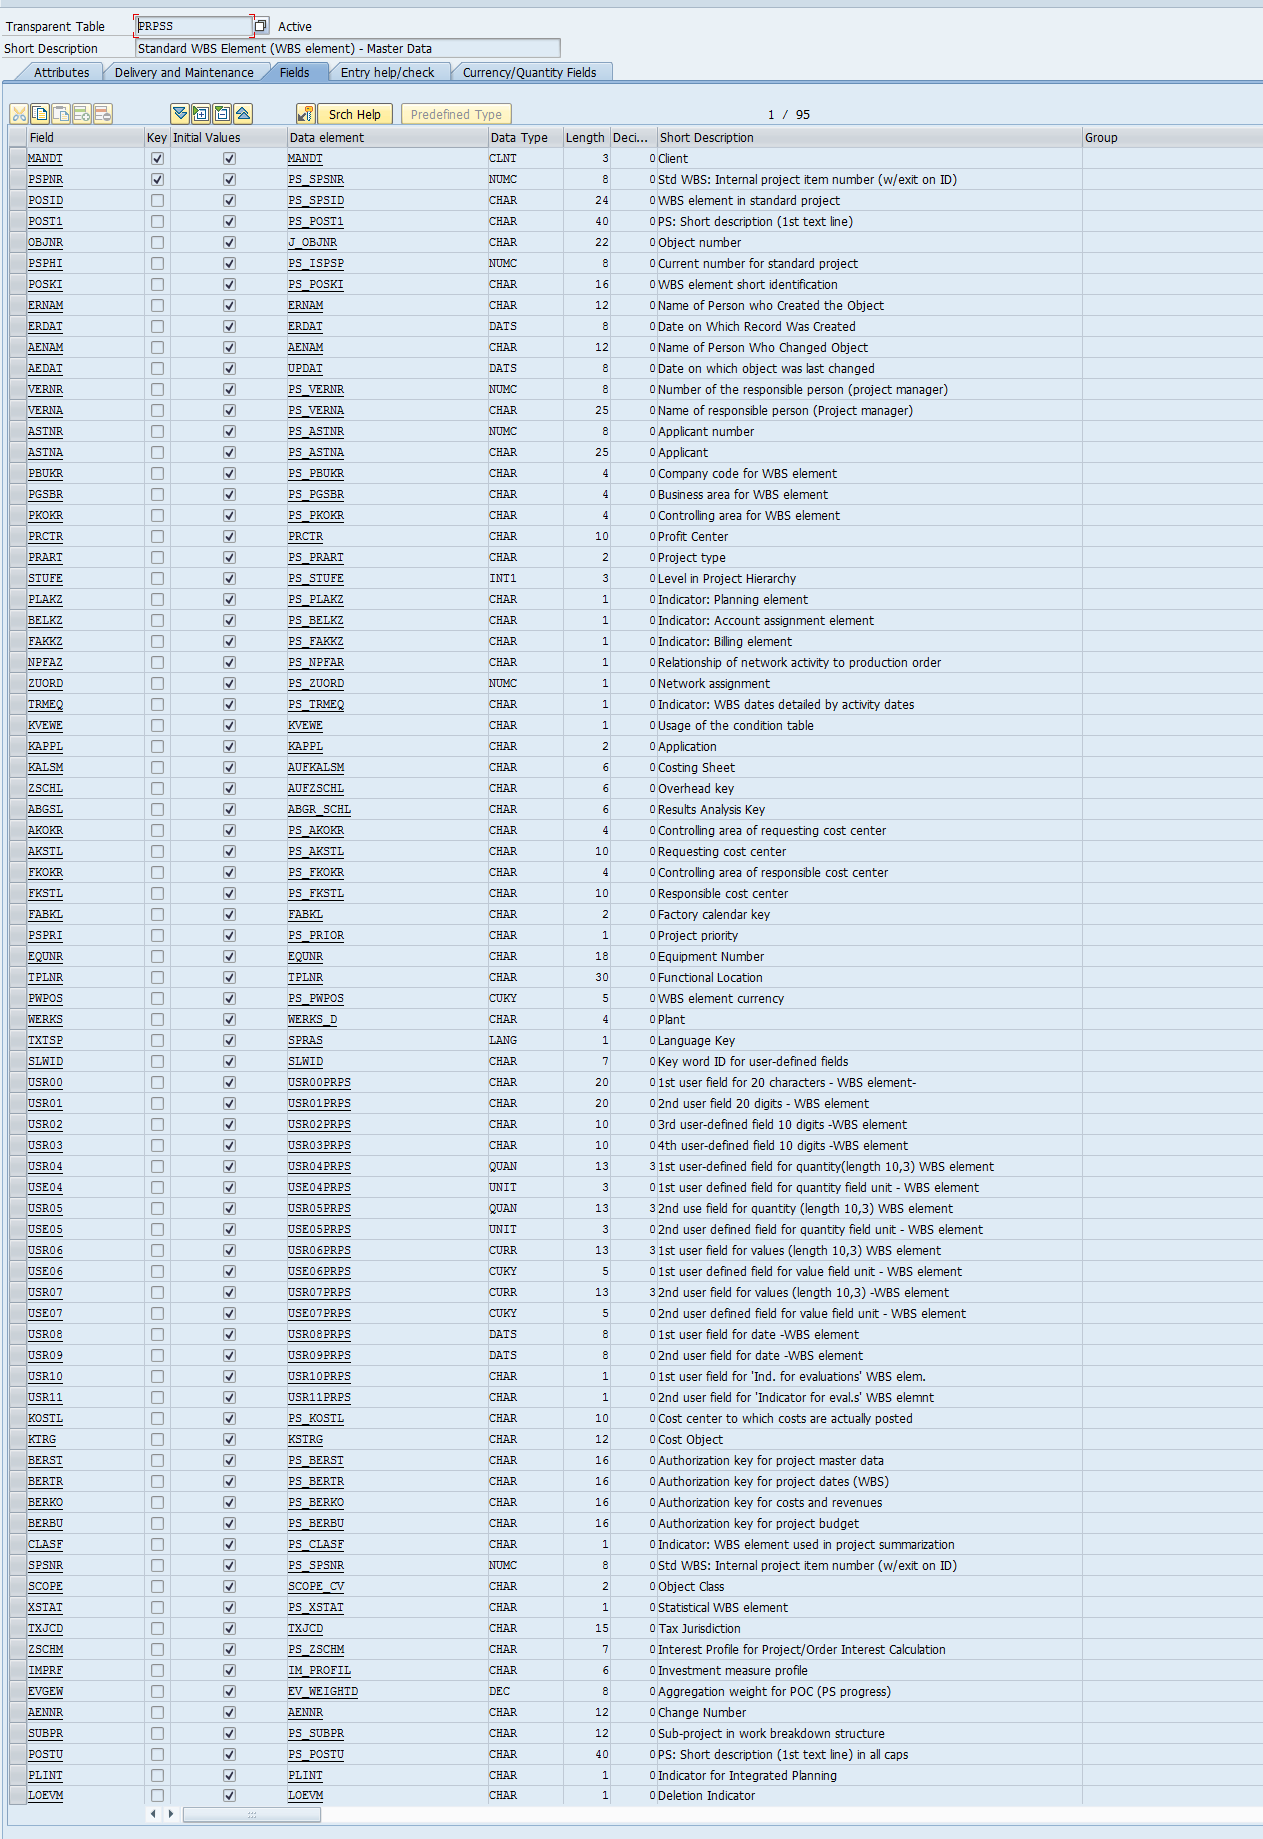 Transparent Table PRPSS Active
Short Description Standard WBS Element (WBS element) - Master Data
Attributes Delivery and Maintenance Fields Entry help/check Currency/Quantity Fields
Srch Help Predefined Type 1 / 95
Field Key Initial Values Data element Data Type Length Deci... Short Description Group
MANDT MANDT CLNT 3 0 Client
PSPNR PS_SPSNR NUMC 8 0 Std WBS: Internal project item number (w/exit on ID)
POSID PS_SPSID CHAR 24 0 WBS element in standard project
POST1 PS_POST1 CHAR 40 0 PS: Short description (1st text line)
OBJNR J_OBJNR CHAR 22 0 Object number
PSPHI PS_ISPSP NUMC 8 0 Current number for standard project
POSKI PS_POSKI CHAR 16 0 WBS element short identification
ERNAM ERNAM CHAR 12 0 Name of Person who Created the Object
ERDAT ERDAT DATS 8 0 Date on Which Record Was Created
AENAM AENAM CHAR 12 0 Name of Person Who Changed Object
AEDAT UPDAT DATS 8 0 Date on which object was last changed
VERNR PS_VERNR NUMC 8 0 Number of the responsible person (project manager)
VERNA PS_VERNA CHAR 25 0 Name of responsible person (Project manager)
ASTNR PS_ASTNR NUMC 8 0 Applicant number
ASTNA PS_ASTNA CHAR 25 0 Applicant
PBUKR PS_PBUKR CHAR 4 0 Company code for WBS element
PGSBR PS_PGSBR CHAR 4 0 Business area for WBS element
PKOKR PS_PKOKR CHAR 4 0 Controlling area for WBS element
PRCTR PRCTR CHAR 10 0 Profit Center
PRART PS_PRART CHAR 2 0 Project type
STUFE PS_STUFE INT1 3 0 Level in Project Hierarchy
PLAKZ PS_PLAKZ CHAR 1 0 Indicator: Planning element
BELKZ PS_BELKZ CHAR 1 0 Indicator: Account assignment element
FAKKZ PS_FAKKZ CHAR 1 0 Indicator: Billing element
NPFAZ PS_NPFAR CHAR 1 0 Relationship of network activity to production order
ZUORD PS_ZUORD NUMC 1 0 Network assignment
TRMEQ PS_TRMEQ CHAR 1 0 Indicator: WBS dates detailed by activity dates
KVEWE KVEWE CHAR 1 0 Usage of the condition table
KAPPL KAPPL CHAR 2 0 Application
KALSM AUFKALSM CHAR 6 0 Costing Sheet
ZSCHL AUFZSCHL CHAR 6 0 Overhead key
ABGSL ABGR_SCHL CHAR 6 0 Results Analysis Key
AKOKR PS_AKOKR CHAR 4 0 Controlling area of requesting cost center
AKSTL PS_AKSTL CHAR 10 0 Requesting cost center
FKOKR PS_FKOKR CHAR 4 0 Controlling area of responsible cost center
FKSTL PS_FKSTL CHAR 10 0 Responsible cost center
FABKL FABKL CHAR 2 0 Factory calendar key
PSPRI PS_PRIOR CHAR 1 0 Project priority
EQUNR EQUNR CHAR 18 0 Equipment Number
TPLNR TPLNR CHAR 30 0 Functional Location
PWPOS PS_PWPOS CUKY 5 0 WBS element currency
WERKS WERKS_D CHAR 4 0 Plant
TXTSP SPRAS LANG 1 0 Language Key
SLWID SLWID CHAR 7 0 Key word ID for user-defined fields
USR00 USR00PRPS CHAR 20 0 1st user field for 20 characters - WBS element-
USR01 USR01PRPS CHAR 20 0 2nd user field 20 digits - WBS element
USR02 USR02PRPS CHAR 10 0 3rd user-defined field 10 digits -WBS element
USR03 USR03PRPS CHAR 10 0 4th user-defined field 10 digits -WBS element
USR04 USR04PRPS QUAN 13 3 1st user-defined field for quantity(length 10,3) WBS element
USE04 USE04PRPS UNIT 3 0 1st user defined field for quantity field unit - WBS element
USR05 USR05PRPS QUAN 13 3 2nd use field for quantity (length 10,3) WBS element
USE05 USE05PRPS UNIT 3 0 2nd user defined field for quantity field unit - WBS element
USR06 USR06PRPS CURR 13 3 1st user field for values (length 10,3) WBS element
USE06 USE06PRPS CUKY 5 0 1st user defined field for value field unit - WBS element
USR07 USR07PRPS CURR 13 3 2nd user field for values (length 10,3) -WBS element
USE07 USE07PRPS CUKY 5 0 2nd user defined field for value field unit - WBS element
USR08 USR08PRPS DATS 8 0 1st user field for date -WBS element
USR09 USR09PRPS DATS 8 0 2nd user field for date -WBS element
USR10 USR10PRPS CHAR 1 0 1st user field for 'Ind. for evaluations' WBS elem.
USR11 USR11PRPS CHAR 1 0 2nd user field for 'Indicator for eval.s' WBS elemnt
KOSTL PS_KOSTL CHAR 10 0 Cost center to which costs are actually posted
KTRG KSTRG CHAR 12 0 Cost Object
BERST PS_BERST CHAR 16 0 Authorization key for project master data
BERTR PS_BERTR CHAR 16 0 Authorization key for project dates (WBS)
BERKO PS_BERKO CHAR 16 0 Authorization key for costs and revenues
BERBU PS_BERBU CHAR 16 0 Authorization key for project budget
CLASF PS_CLASF CHAR 1 0 Indicator: WBS element used in project summarization
SPSNR PS_SPSNR NUMC 8 0 Std WBS: Internal project item number (w/exit on ID)
SCOPE SCOPE_CV CHAR 2 0 Object Class
XSTAT PS_XSTAT CHAR 1 0 Statistical WBS element
TXJCD TXJCD CHAR 15 0 Tax Jurisdiction
ZSCHM PS_ZSCHM CHAR 7 0 Interest Profile for Project/Order Interest Calculation
IMPRF IM_PROFIL CHAR 6 0 Investment measure profile
EVGEW EV_WEIGHTD DEC 8 0 Aggregation weight for POC (PS progress)
AENNR AENNR CHAR 12 0 Change Number
SUBPR PS_SUBPR CHAR 12 0 Sub-project in work breakdown structure
POSTU PS_POSTU CHAR 40 0 PS: Short description (1st text line) in all caps
PLINT PLINT CHAR 1 0 Indicator for Integrated Planning
LOEVM LOEVM CHAR 1 0 Deletion Indicator